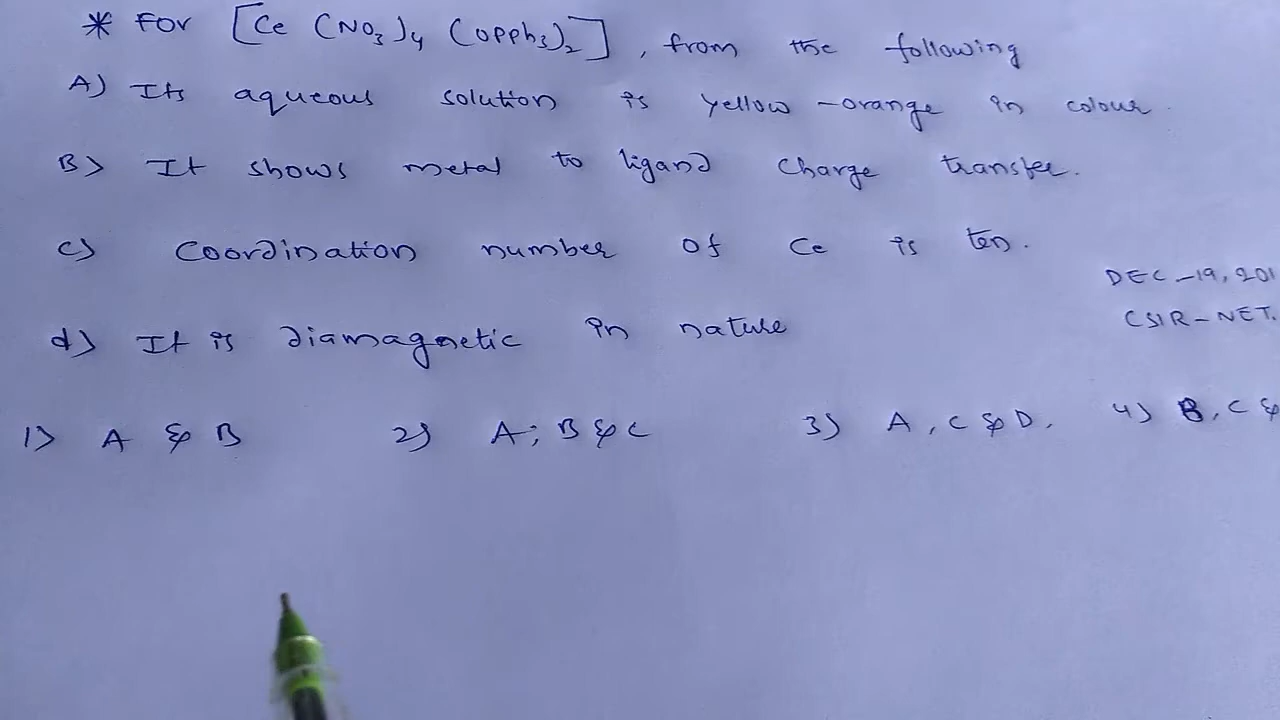 * For [Ce (NO3)4 (OPPh3)2], from the following
A) Its aqueous solution is yellow -orange in colour.
B) It shows metal to ligand charge transfer.
c) Coordination number of Ce is ten.
DEC -19, 201
CSIR-NET.
d) It is diamagnetic in nature
1) A & B 2) A, B & C 3) A, C & D. 4) B, C &